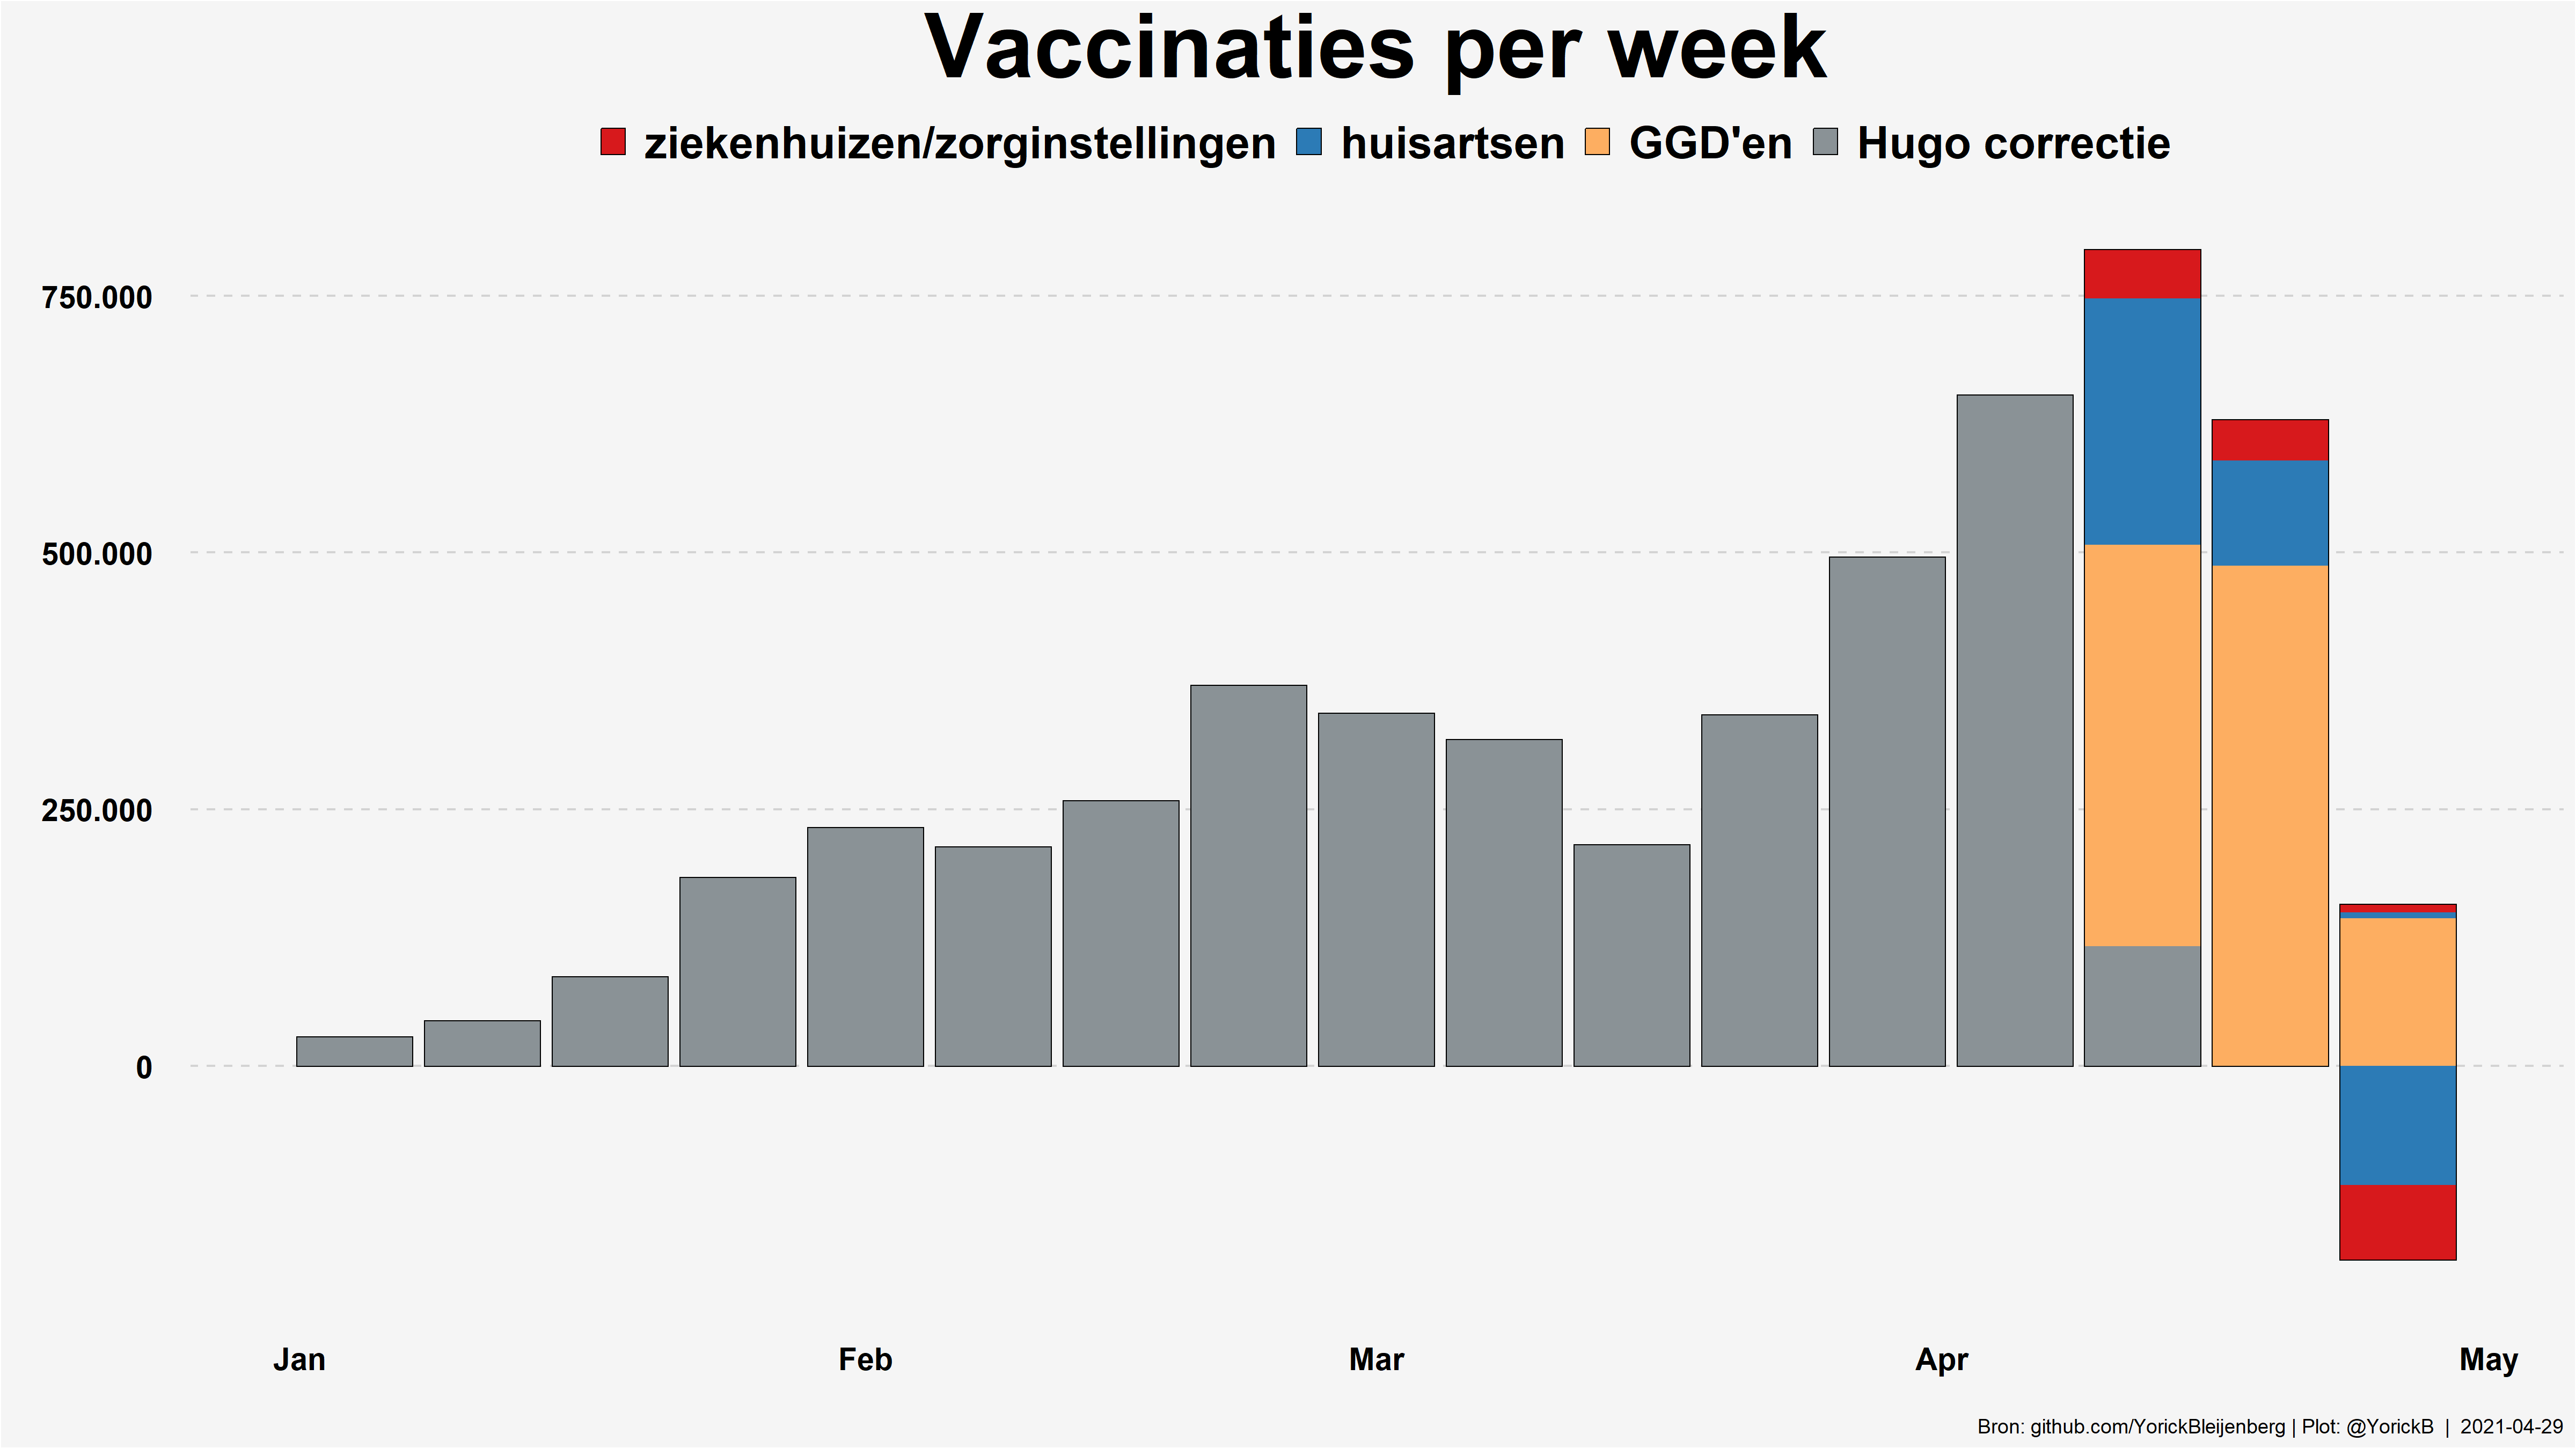 Vaccinaties per week
ziekenhuizen/zorginstellingen huisartsen GGD'en Hugo correctie
750.000
500.000
250.000
0
Jan Feb Mar Apr May
Bron: github.com/YorickBleijenberg | Plot: @YorickB | 2021-04-29